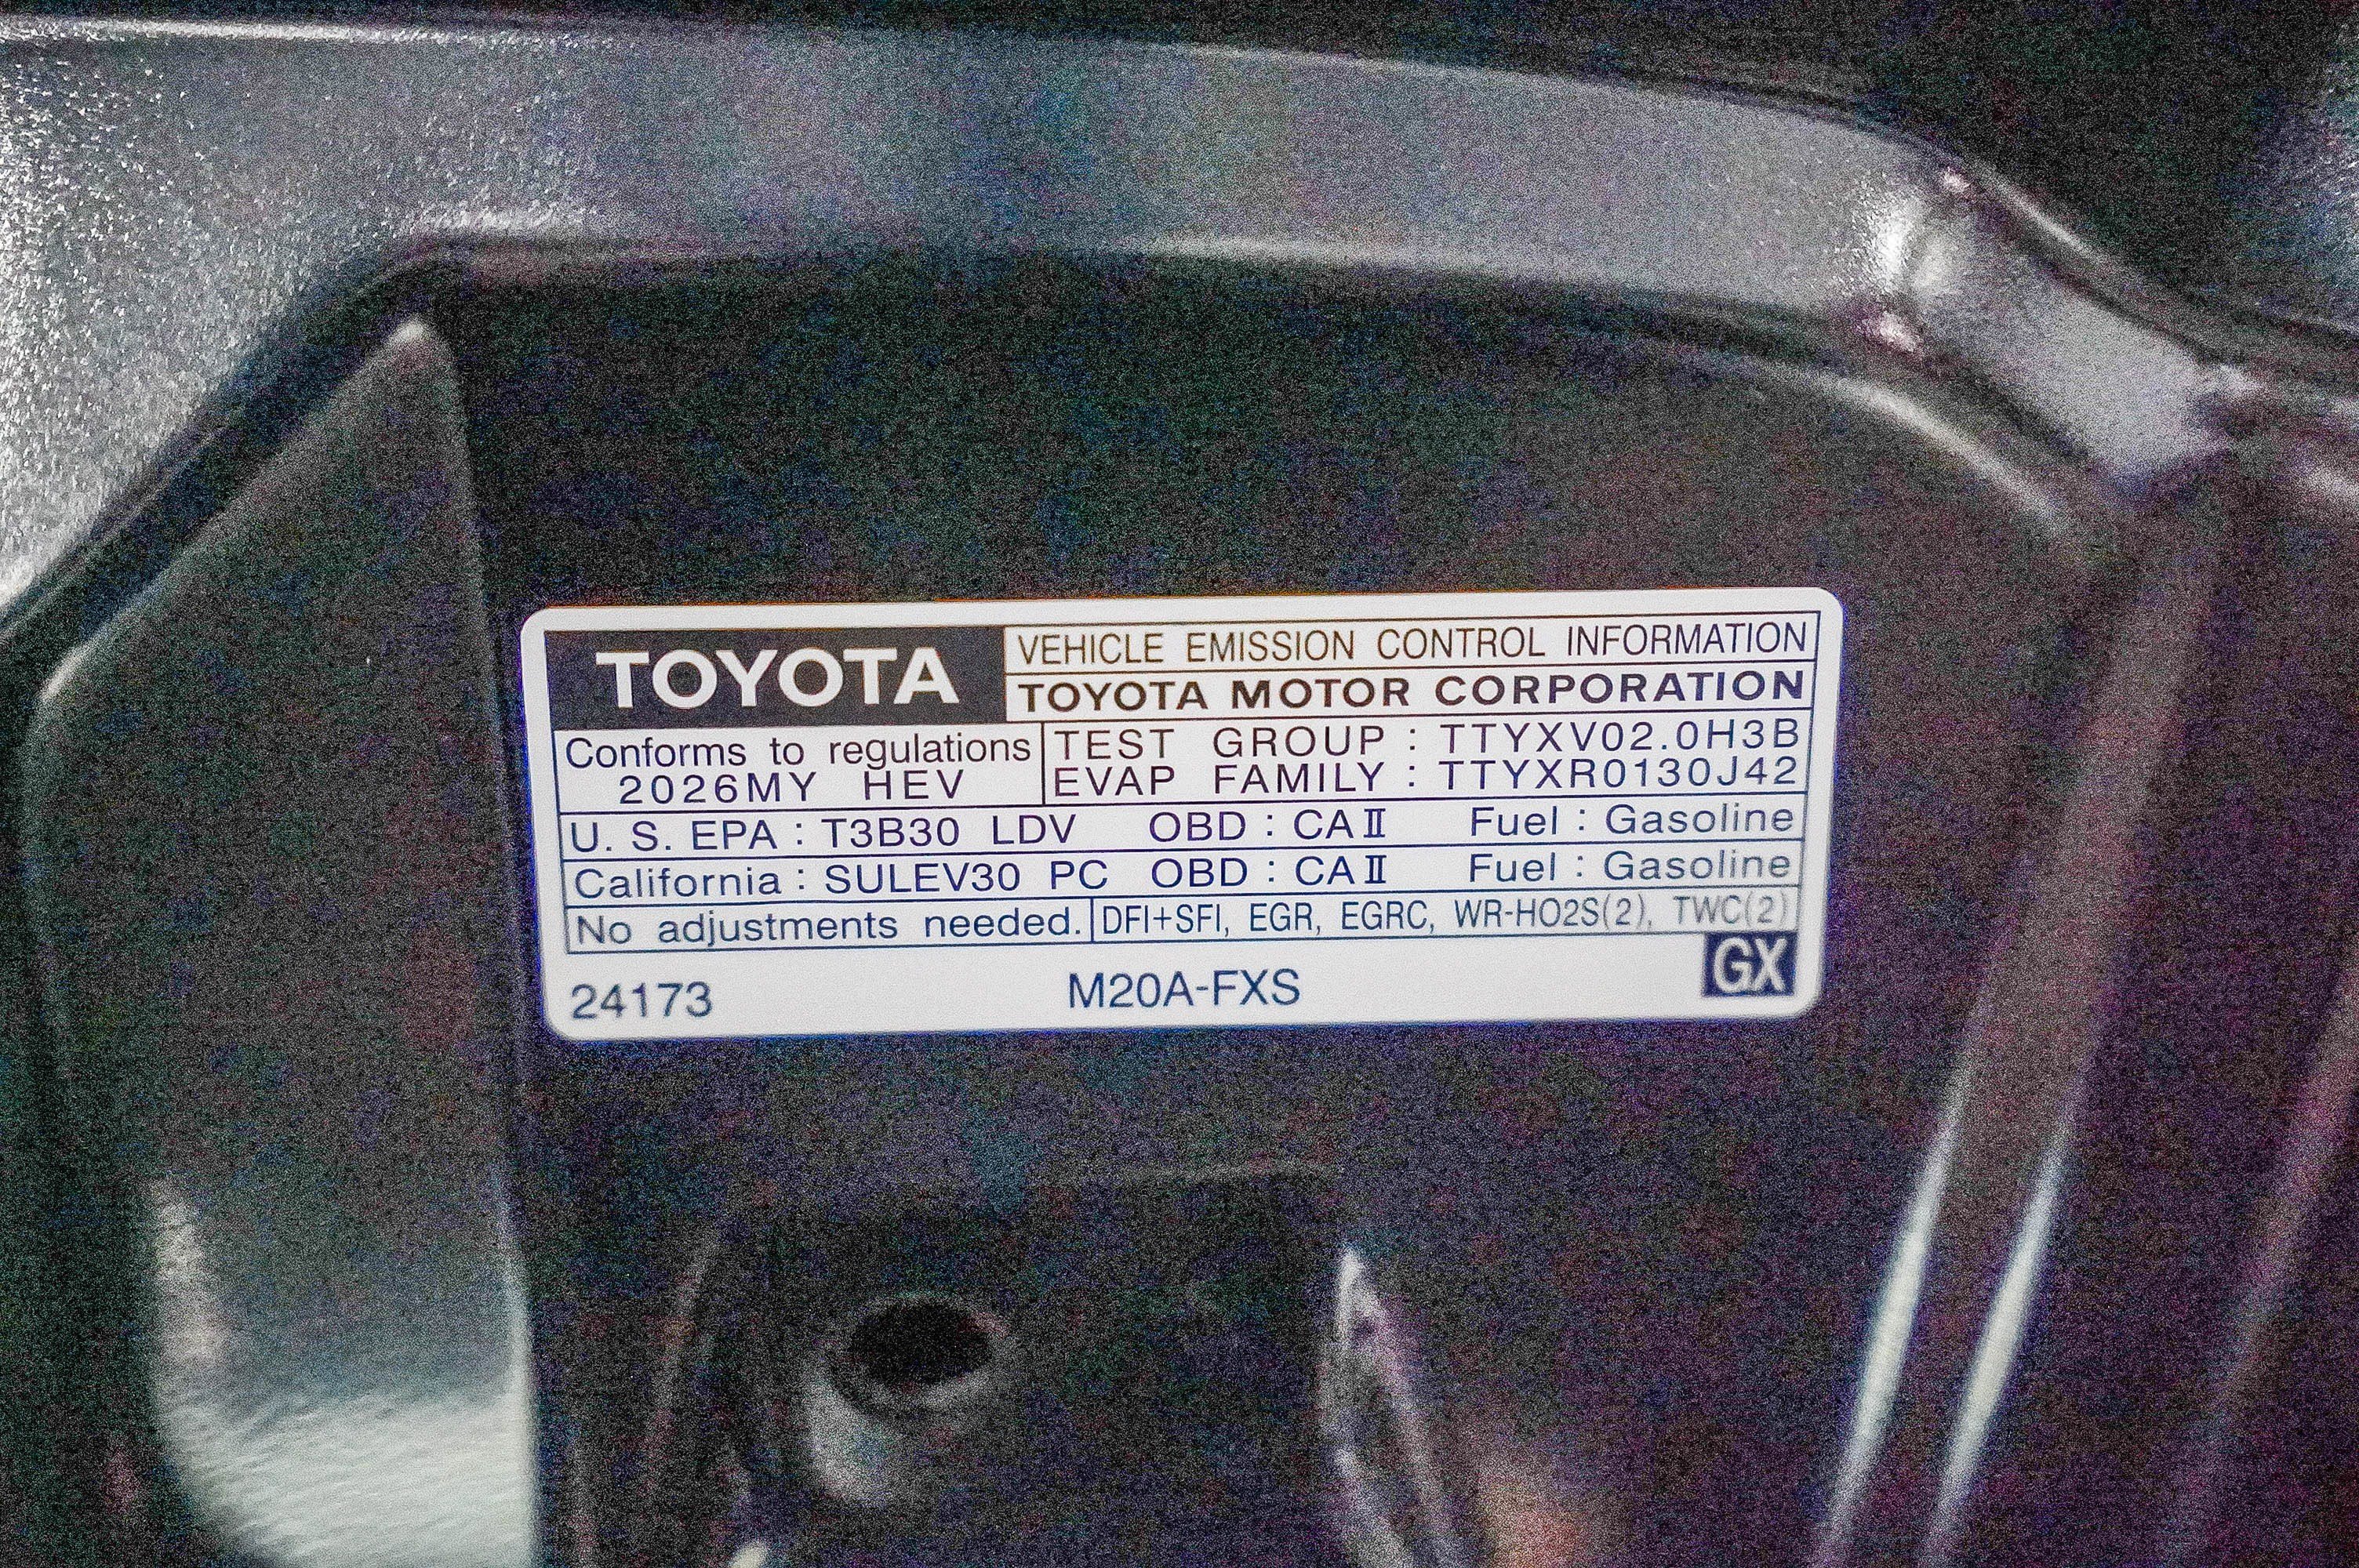 TOYOTA
VEHICLE EMISSION CONTROL INFORMATION
TOYOTA MOTOR CORPORATION
Conforms to regulations
2026MY HEV
TEST GROUP : TTYXV02.0H3B
EVAP FAMILY : TTYXR0130J42
U. S. EPA : T3B30 LDV OBD : CAⅡ Fuel : Gasoline
California : SULEV30 PC OBD : CAⅡ Fuel : Gasoline
No adjustments needed. DFI+SFI, EGR, EGRC, WR-HO2S(2), TWC(2)
24173 M20A-FXS GX